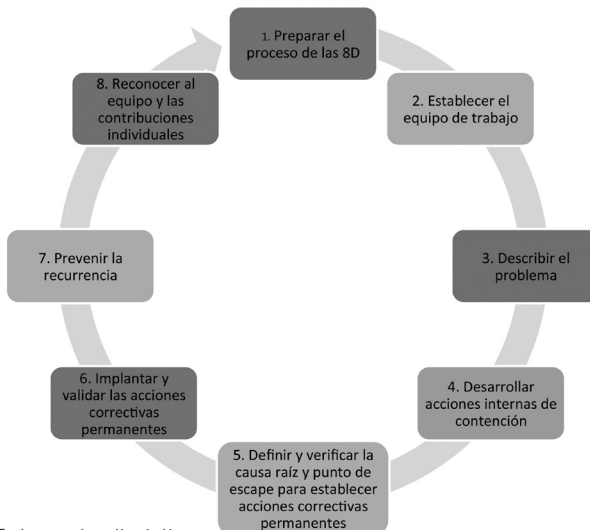 1. Preparar el
proceso de las 8D
2. Establecer el
equipo de trabajo
3. Describir el
problema
4. Desarrollar
acciones internas de
contención
5. Definir y verificar la
causa raíz y punto de
escape para establecer
acciones correctivas
permanentes
6. Implantar y
validar las acciones
correctivas
permanentes
7. Prevenir la
recurrencia
8. Reconocer al
equipo y las
contribuciones
individuales